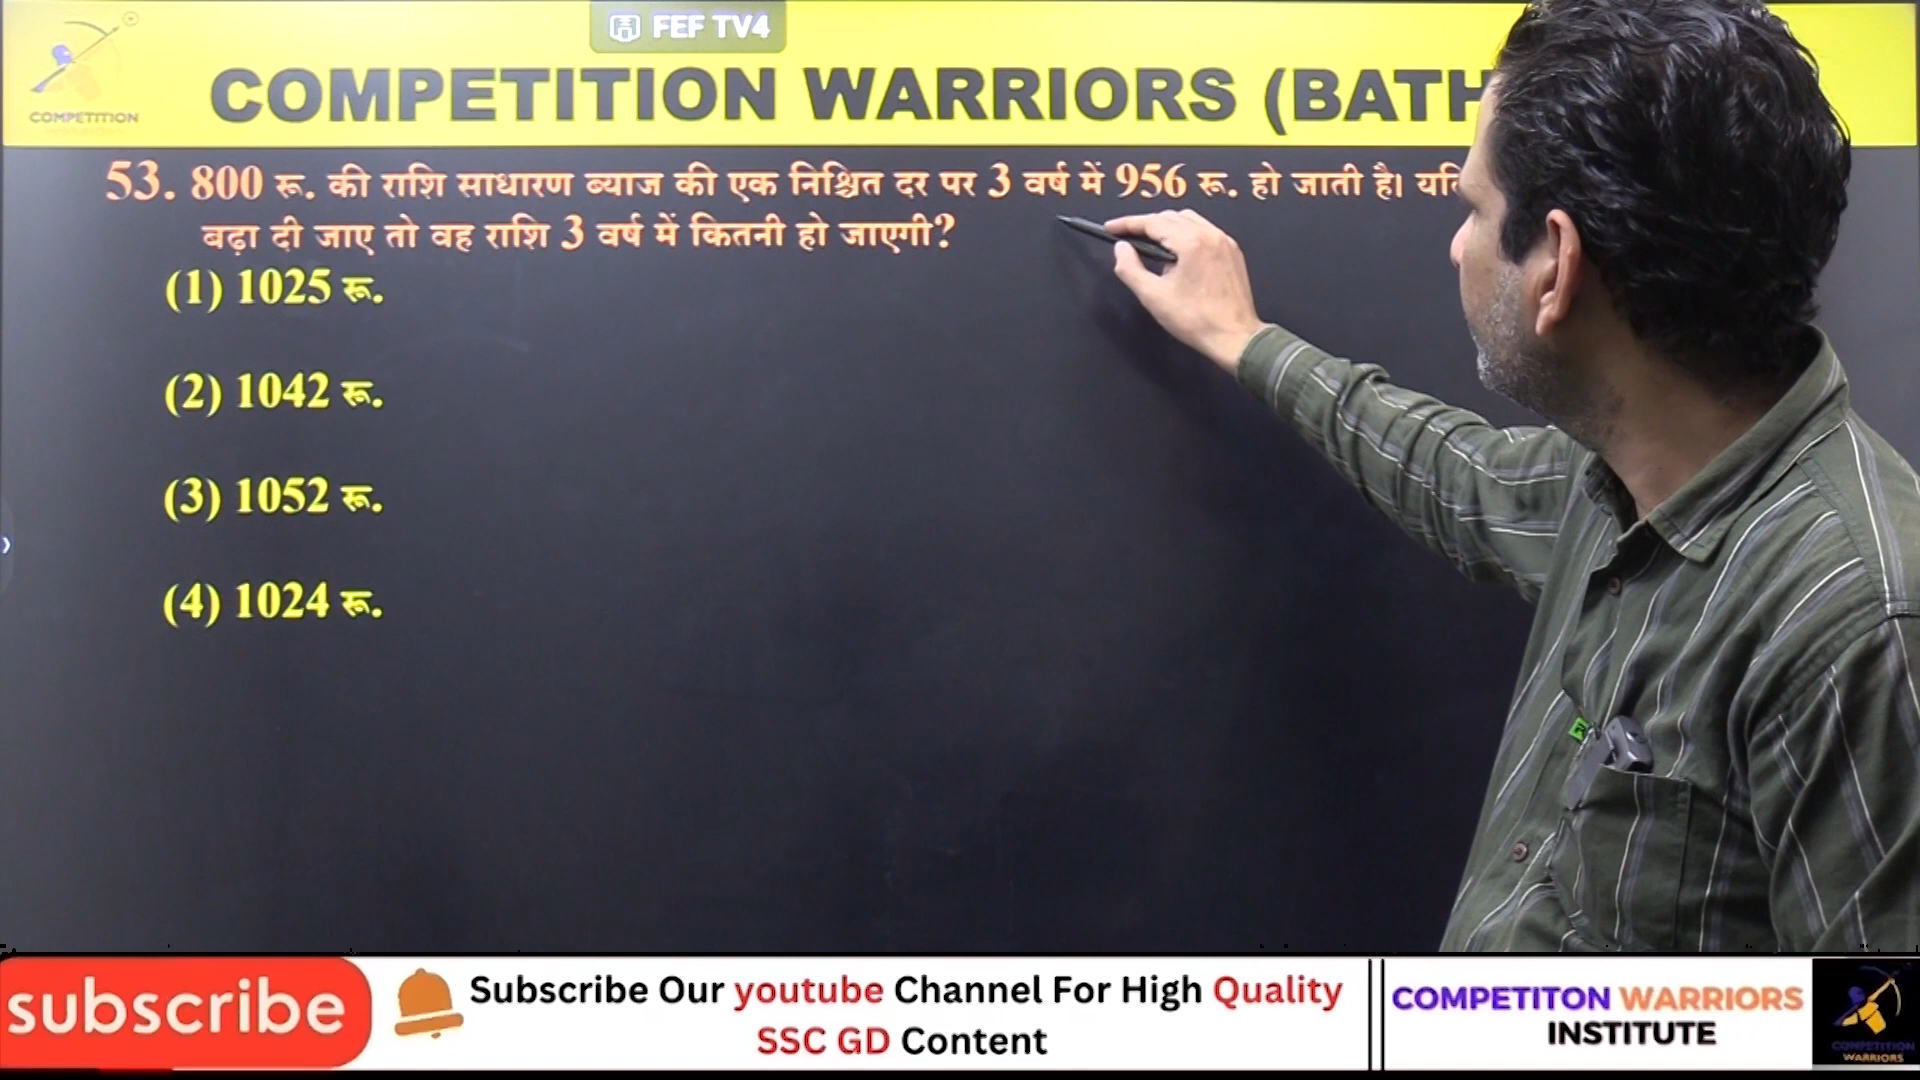 FEF TV4
COMPETITION
COMPETITION WARRIORS (BATH
53. 800 रू. की राशि साधारण ब्याज की एक निश्चित दर पर 3 वर्ष में 956 रू. हो जाती है।
बढ़ा दी जाए तो वह राशि 3 वर्ष में कितनी हो जाएगी?
(1) 1025 रू.
(2) 1042 रू.
(3) 1052 रू.
(4) 1024 रू.
subscribe
Subscribe Our youtube Channel For High Quality
SSC GD Content
COMPETITON WARRIORS
INSTITUTE
COMPETITION
WARRIORS